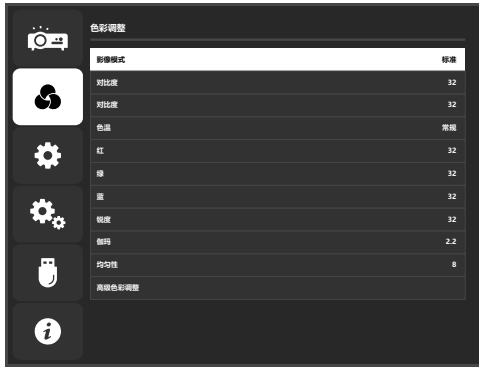 色彩调整
影像模式 标准
对比度 32
对比度 32
色温 常规
红 32
绿 32
蓝 32
锐度 32
伽玛 2.2
均匀性 8
高级色彩调整
i